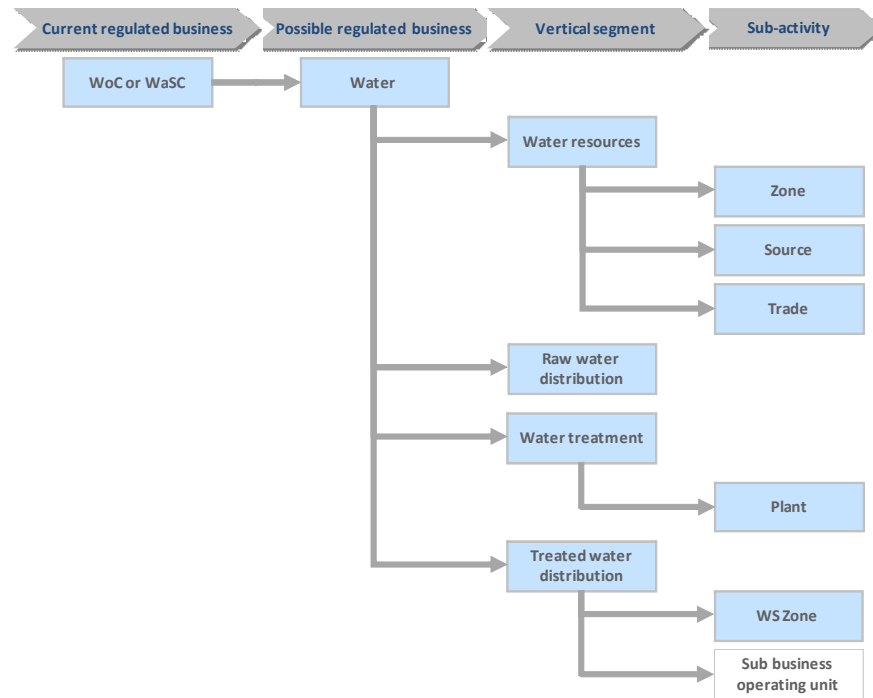 Current regulated business
Possible regulated business
Vertical segment
Sub-activity
WoC or WaSC
Water
Water resources
Zone
Source
Trade
Raw water
distribution
Water treatment
Plant
Treated water
distribution
WS Zone
Sub business
operating unit